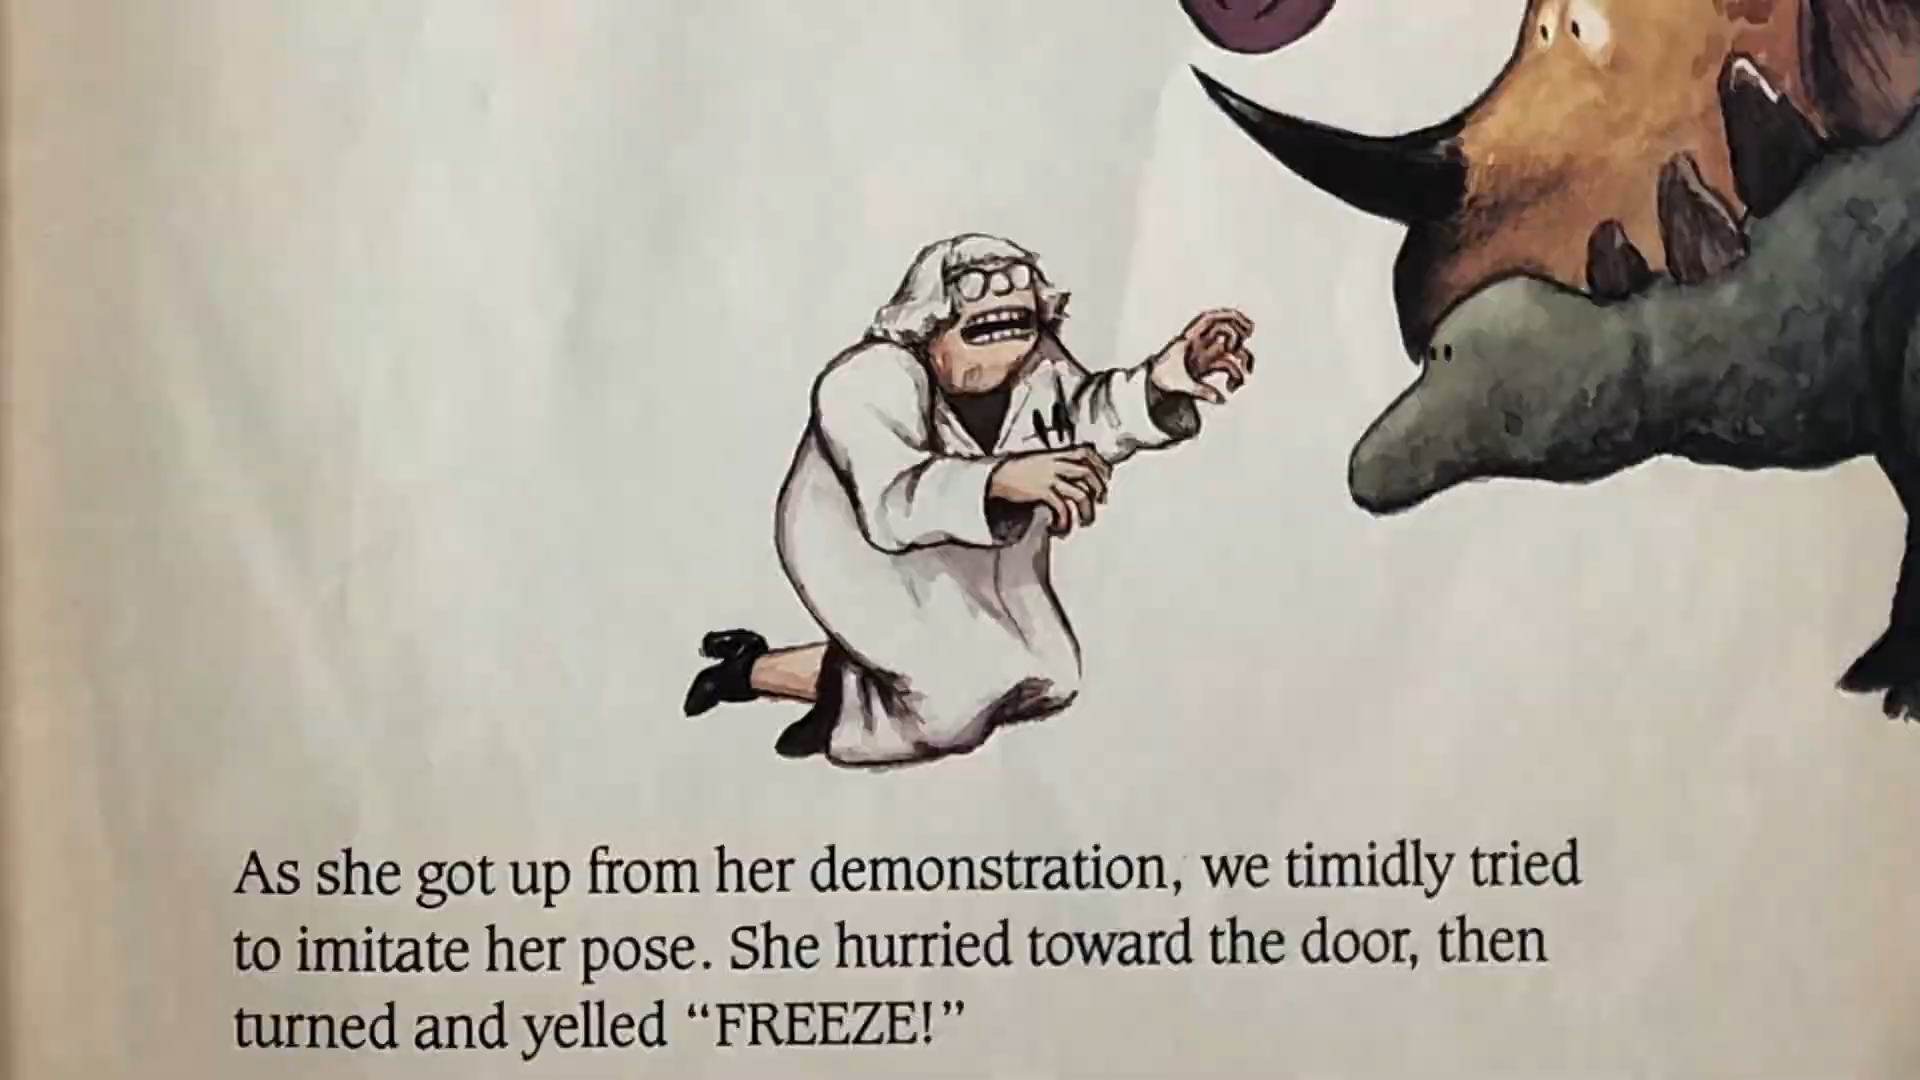 As she got up from her demonstration, we timidly tried
to imitate her pose. She hurried toward the door, then
turned and yelled “FREEZE!”